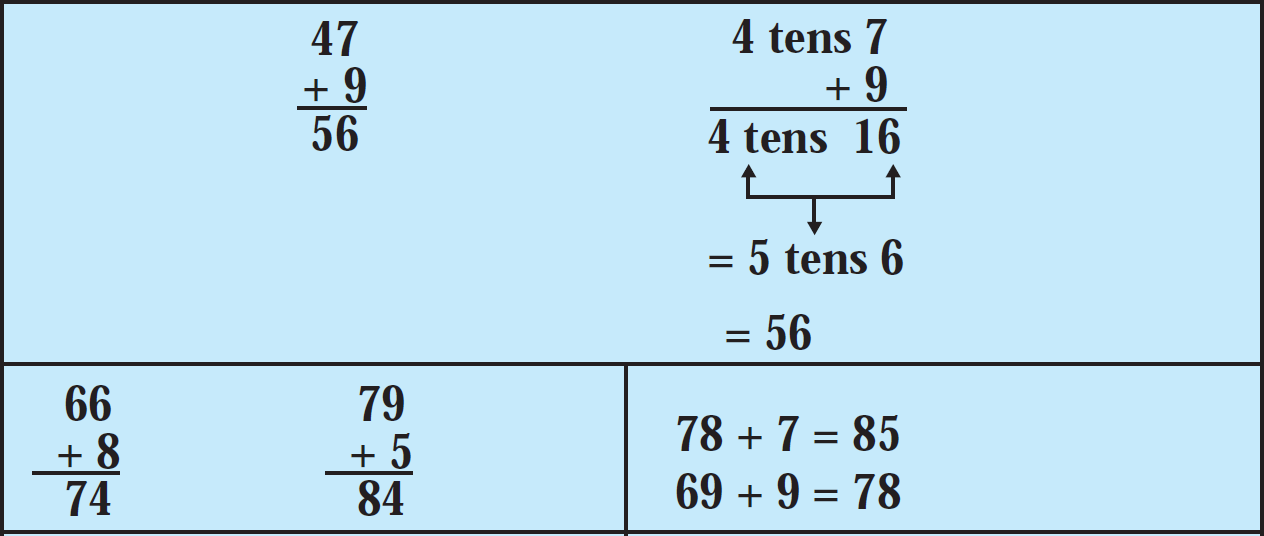 47
+ 9
56
4 tens 7
+ 9
4 tens 16
= 5 tens 6
= 56
66
+ 8
74
79
+ 5
84
78 + 7 = 85
69 + 9 = 78